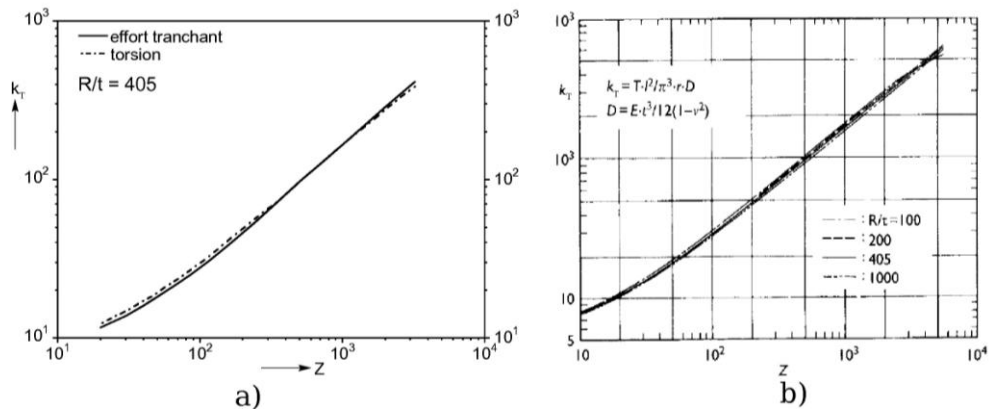 10³
10³
effort tranchant
torsion
R/t = 405
k_T
10²
10²
10¹
10¹
10¹
10²
10³
10⁴
Z
a)
10³
k_T
k_T = T·l²/π³·r·D
D = E·t³/12(1−ν²)
10³
: R/t=100
: 200
: 405
: 1000
10
5
10
10²
10³
10⁴
Z
b)